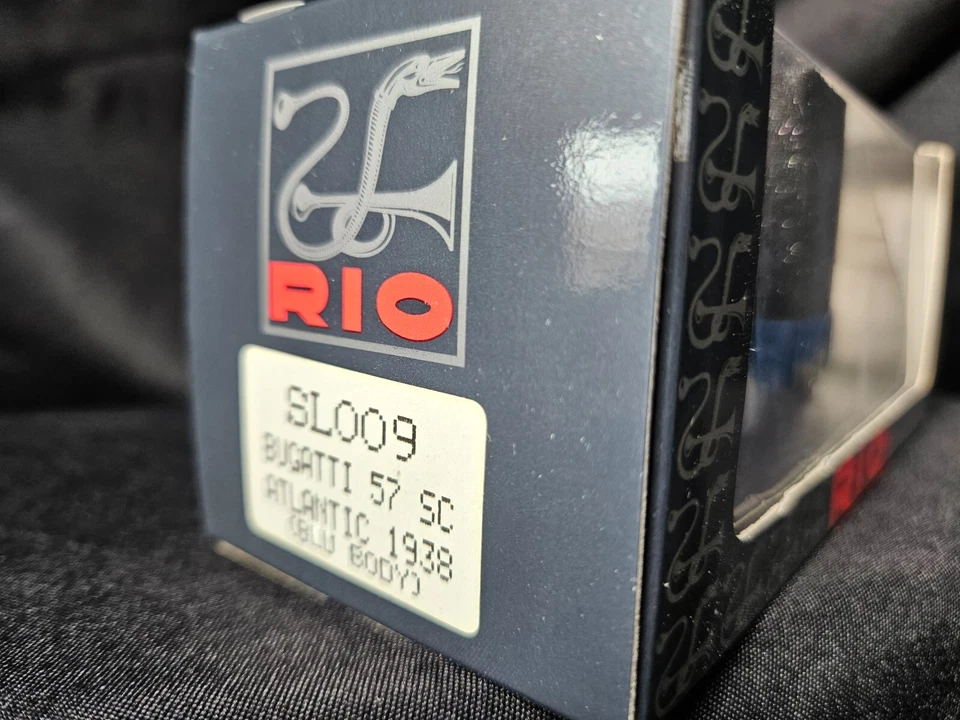 RIO
SL009
BUGATTI 57 SC
ATLANTIC 1938
(BLU BODY)
RIO